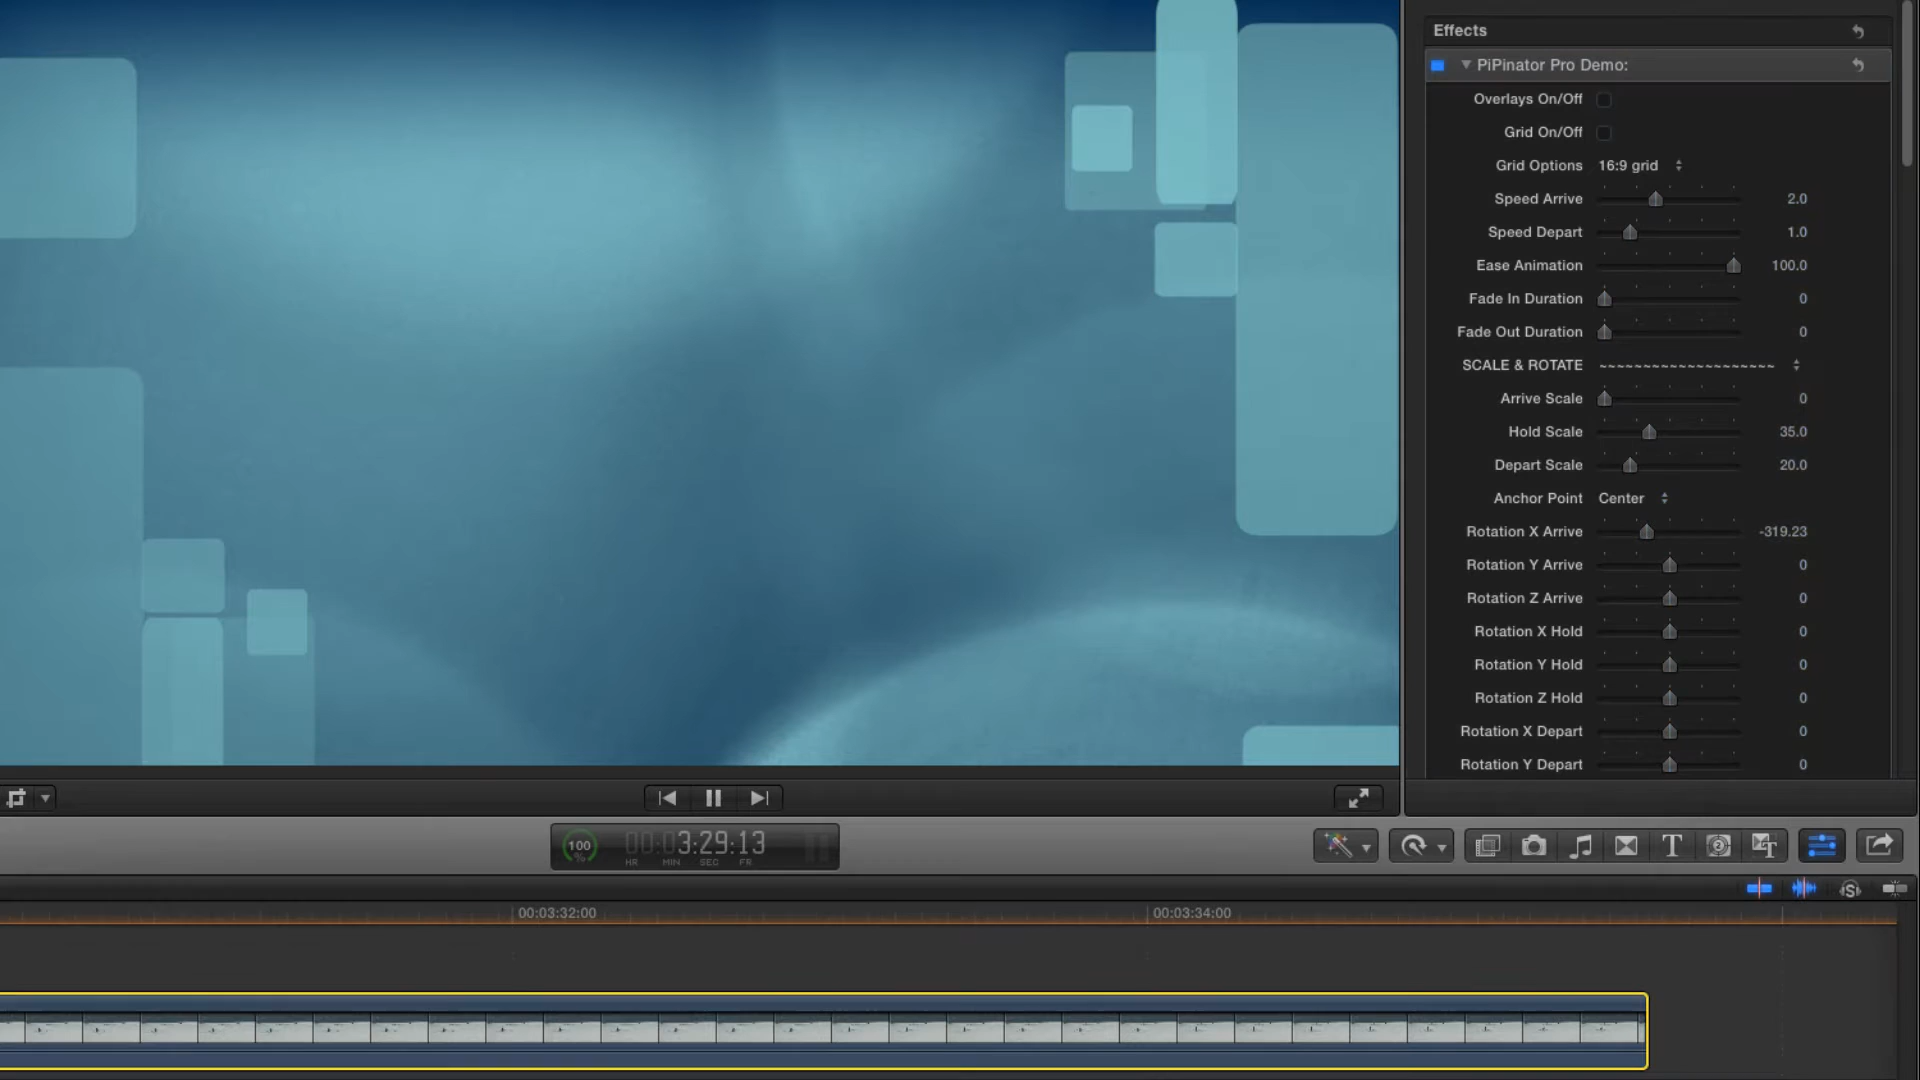 Effects
PiPinator Pro Demo:
Overlays On/Off
Grid On/Off
Grid Options 16:9 grid
Speed Arrive 2.0
Speed Depart 1.0
Ease Animation 100.0
Fade In Duration 0
Fade Out Duration 0
SCALE & ROTATE ~~~~~~~~~~~~~~~~~~~~
Arrive Scale 0
Hold Scale 35.0
Depart Scale 20.0
Anchor Point Center
Rotation X Arrive -319.23
Rotation Y Arrive 0
Rotation Z Arrive 0
Rotation X Hold 0
Rotation Y Hold 0
Rotation Z Hold 0
Rotation X Depart 0
Rotation Y Depart 0
100 % 00:03:29:13
HR MIN SEC FR
T 2 T
S
00:03:32:00 00:03:34:00